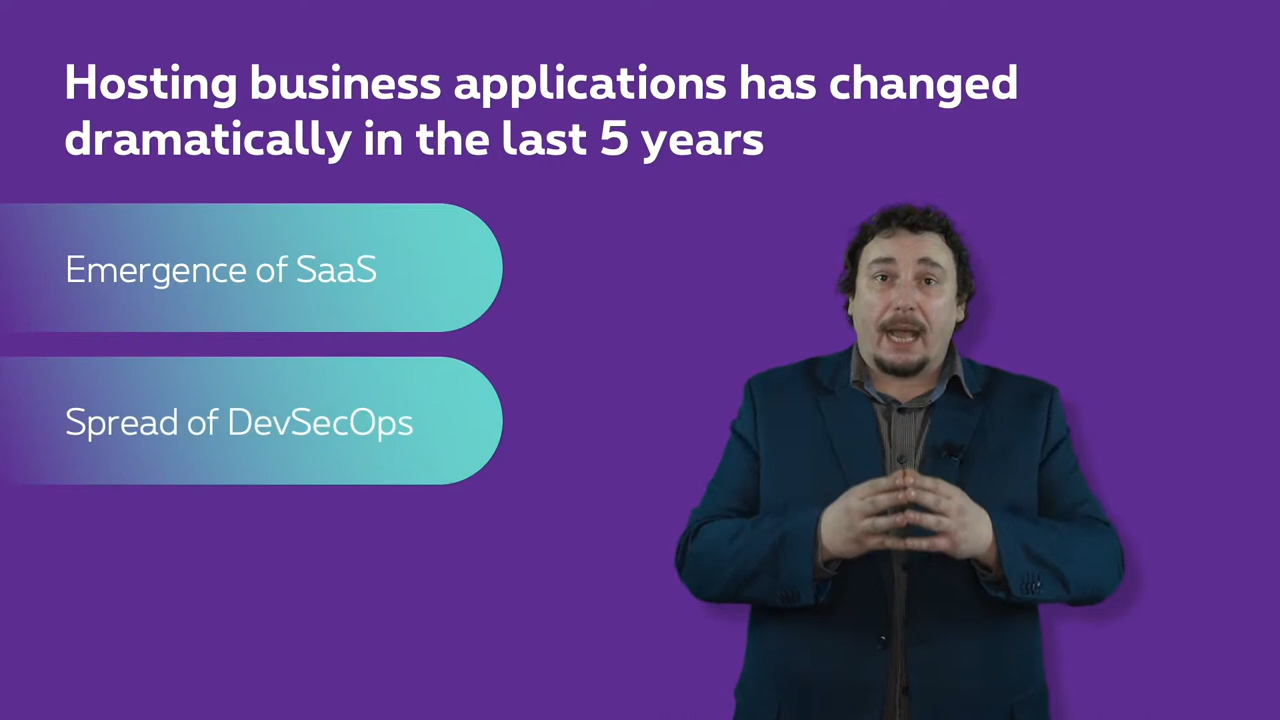 Hosting business applications has changed
dramatically in the last 5 years
Emergence of SaaS
Spread of DevSecOps